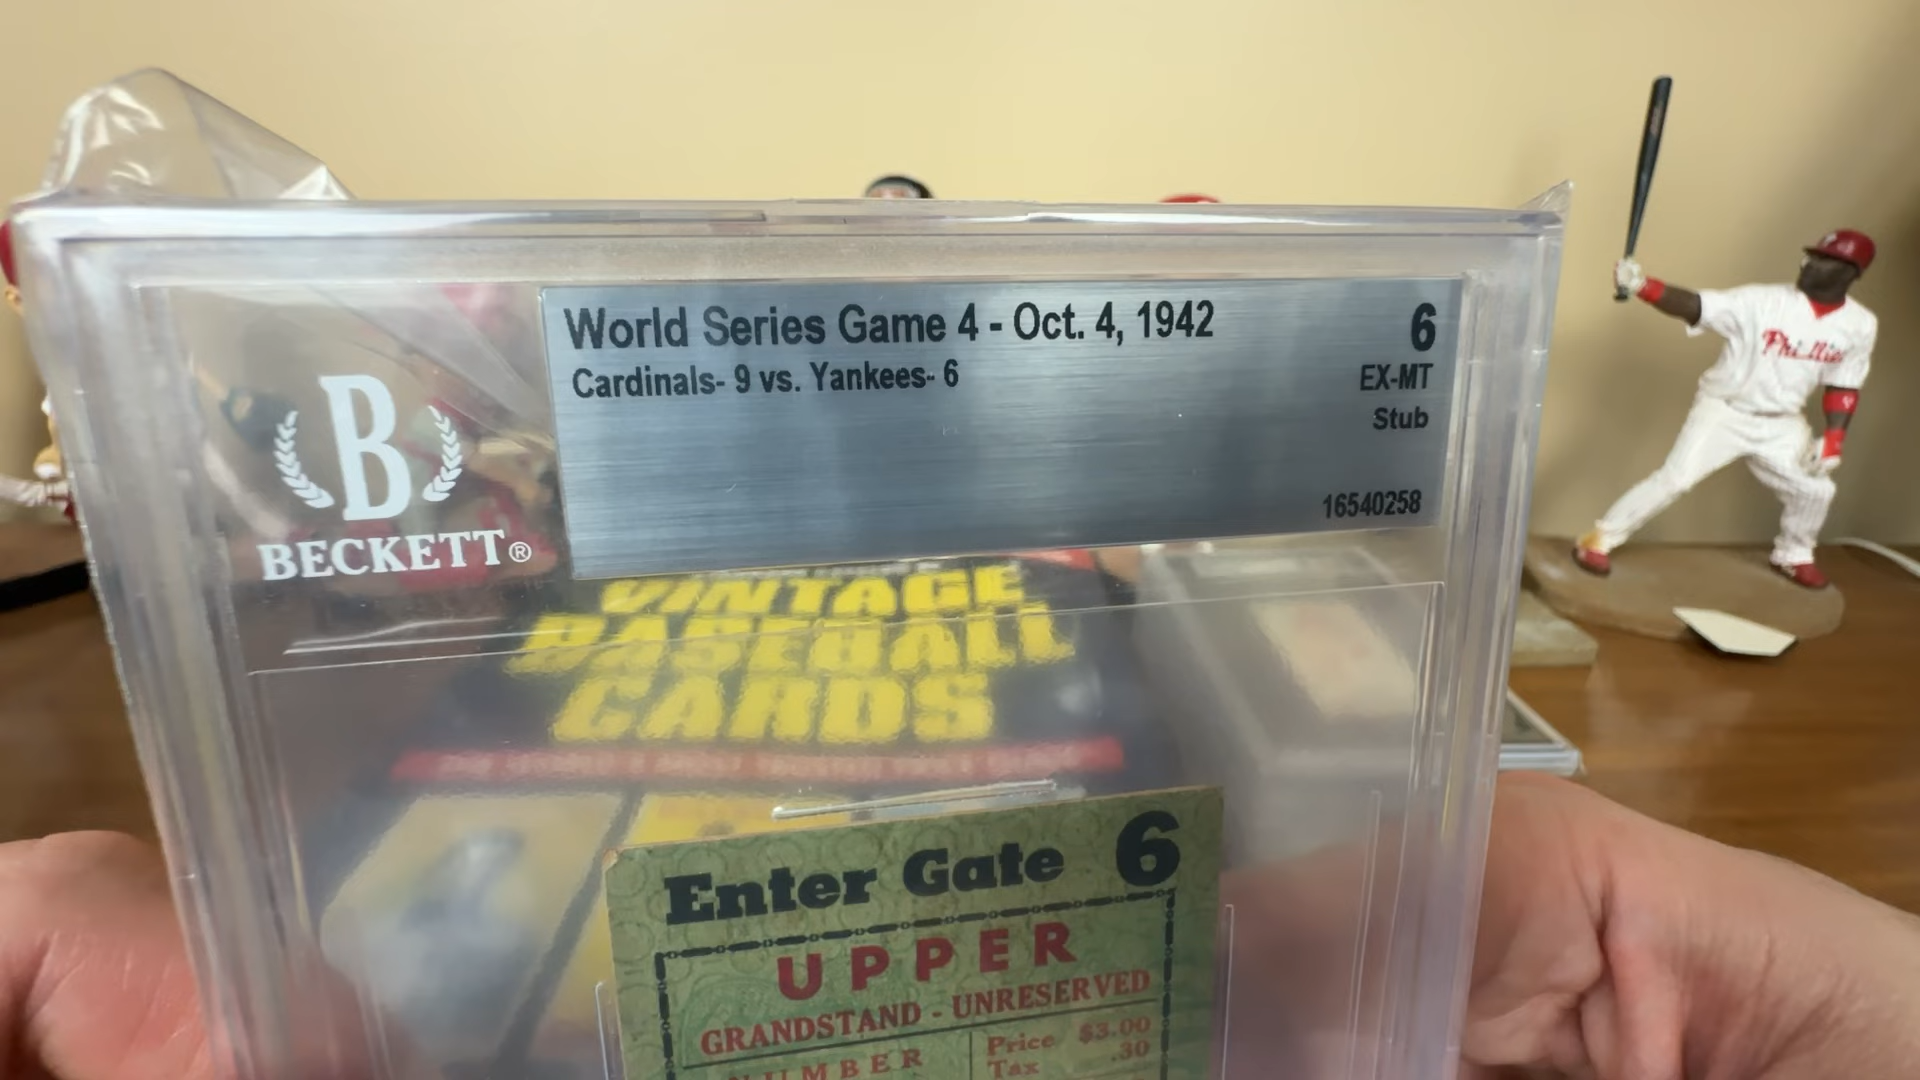 World Series Game 4 - Oct. 4, 1942
6
Cardinals- 9 vs. Yankees- 6
EX-MT
Stub
16540258
B
BECKETT®
VINTAGE
BASEBALL
CARDS
Phillies
Enter Gate 6
UPPER
GRANDSTAND - UNRESERVED
NUMBER
Price $3.00
Tax .30